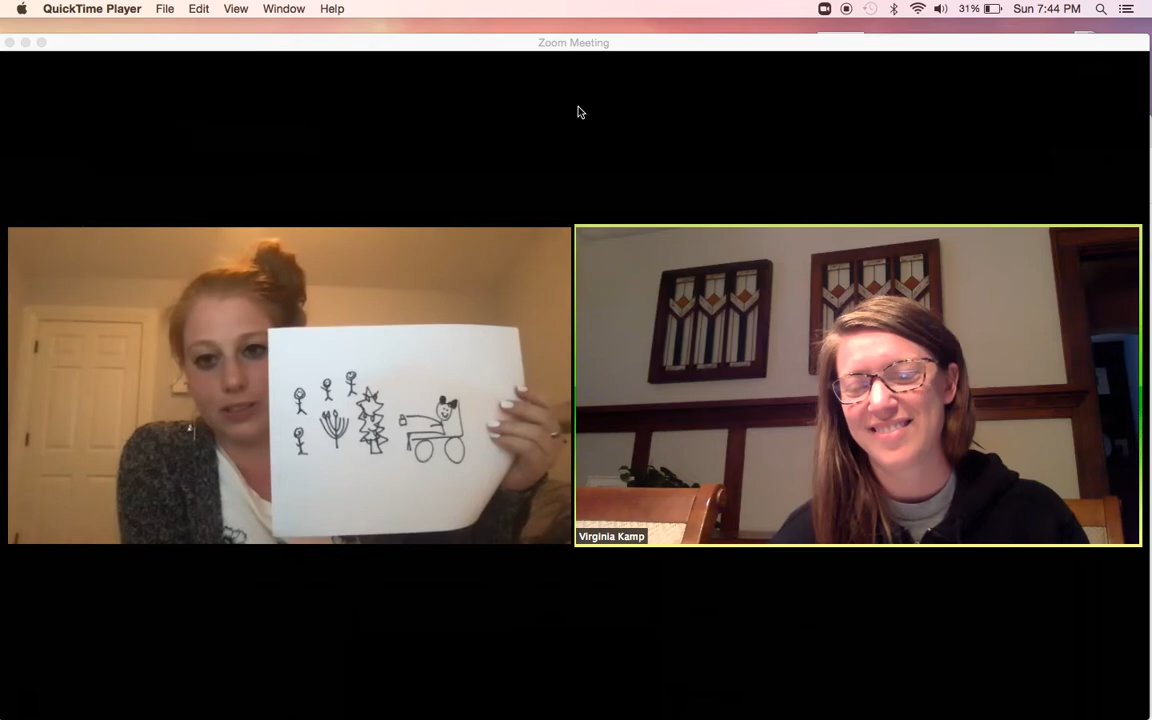 QuickTime Player File Edit View Window Help 31% Sun 7:44 PM
Zoom Meeting
Virginia Kamp